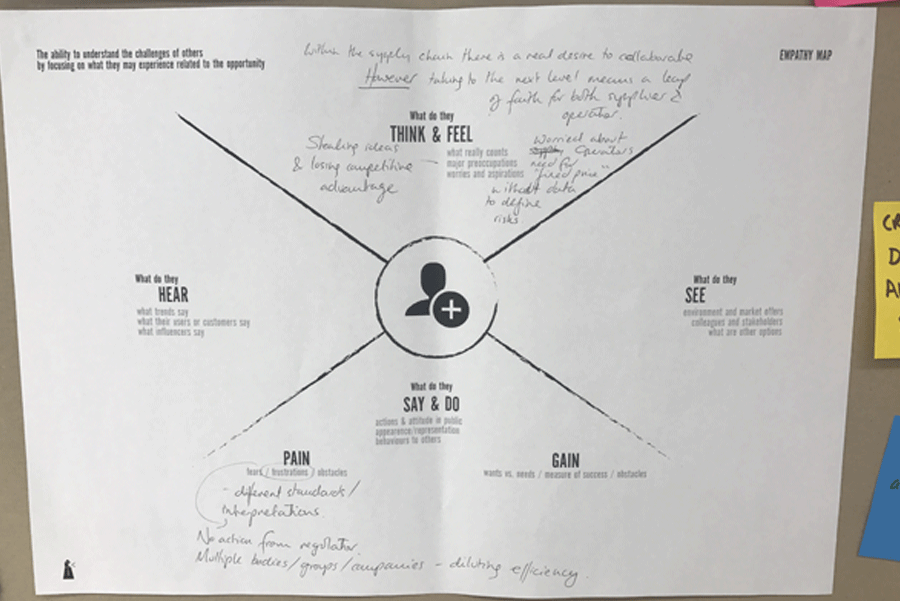 The ability to understand the challenges of others
by focusing on what they may experience related to the opportunity
EMPATHY MAP
Within the supply chain there is a real desire to collaborate
However taking to the next level means a leap
of faith for both supplier &
operator.
What do they
THINK & FEEL
what really counts
major preoccupations
worries and aspirations
Stealing ideas
& losing competitive
advantage
Worried about
Operators
need for
"fixed price"
without data
to define
risks
What do they
HEAR
what trends say
what their users or customers say
what influencers say
What do they
SEE
environment and market offers
colleagues and stakeholders
what are other options
What do they
SAY & DO
actions & attitude in public
appearence/representation
behaviours to others
PAIN
fears / frustrations / obstacles
- different standards/
interpretations.
No action from regulator.
Multiple bodies/groups/companies - diluting efficiency.
GAIN
wants vs. needs / measure of success / obstacles
CR
D